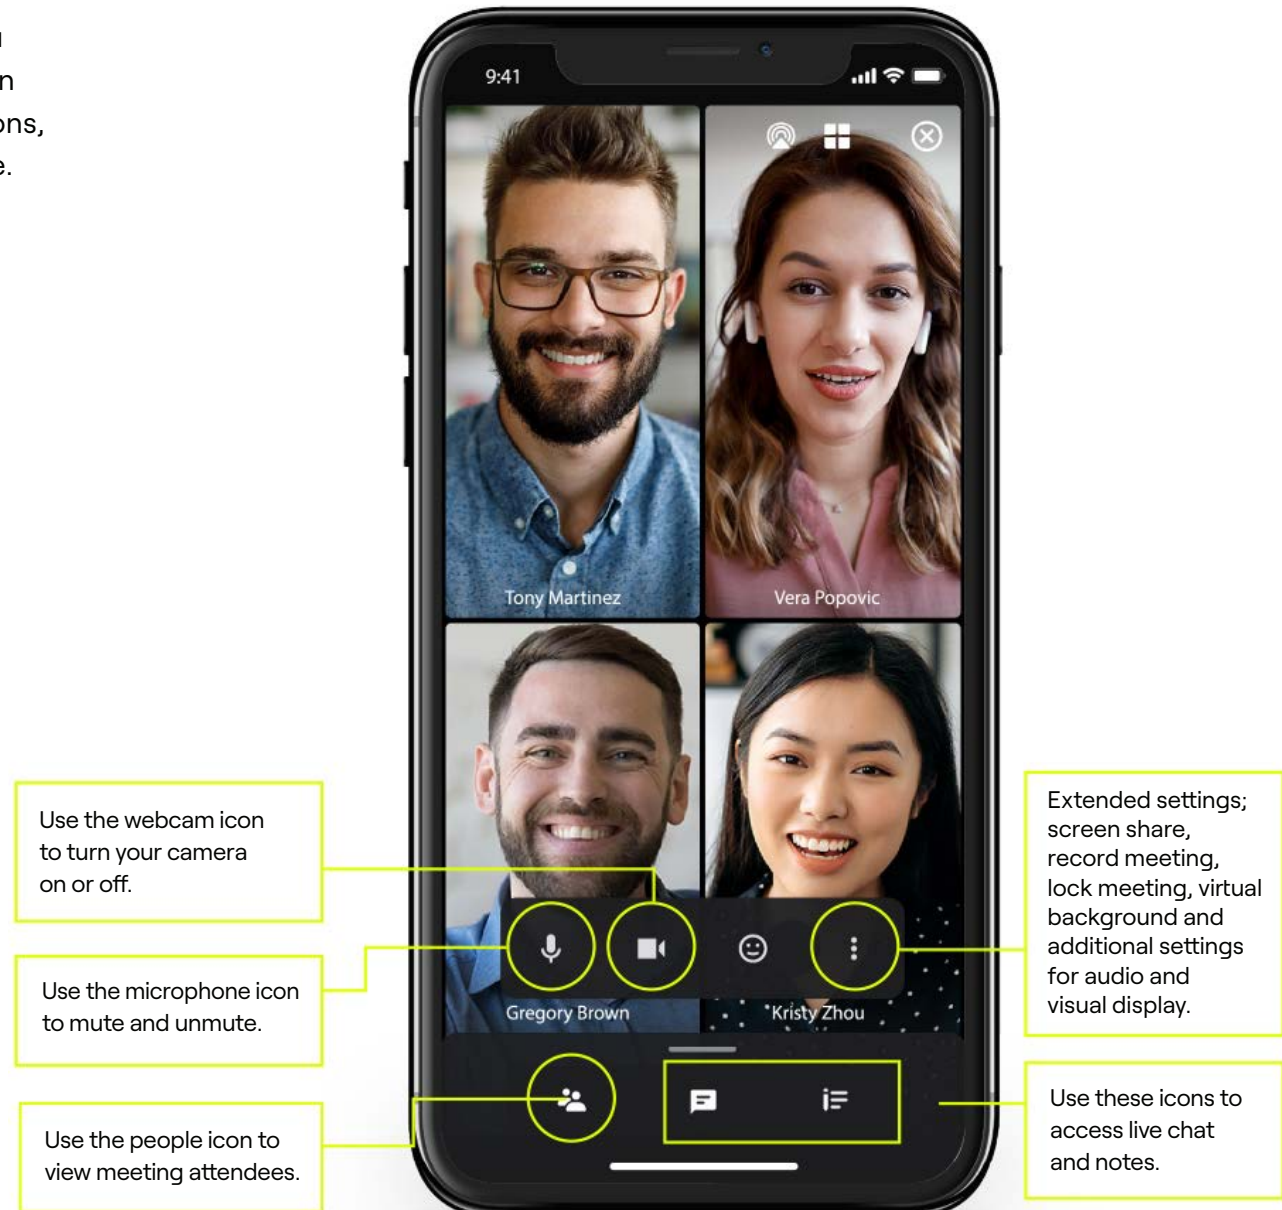 ons,
9:41
Tony Martinez
Vera Popovic
Use the webcam icon
to turn your camera
on or off.
Use the microphone icon
to mute and unmute.
Gregory Brown
Kristy Zhou
Use the people icon to
view meeting attendees.
Extended settings;
screen share,
record meeting,
lock meeting, virtual
background and
additional settings
for audio and
visual display.
Use these icons to
access live chat
and notes.